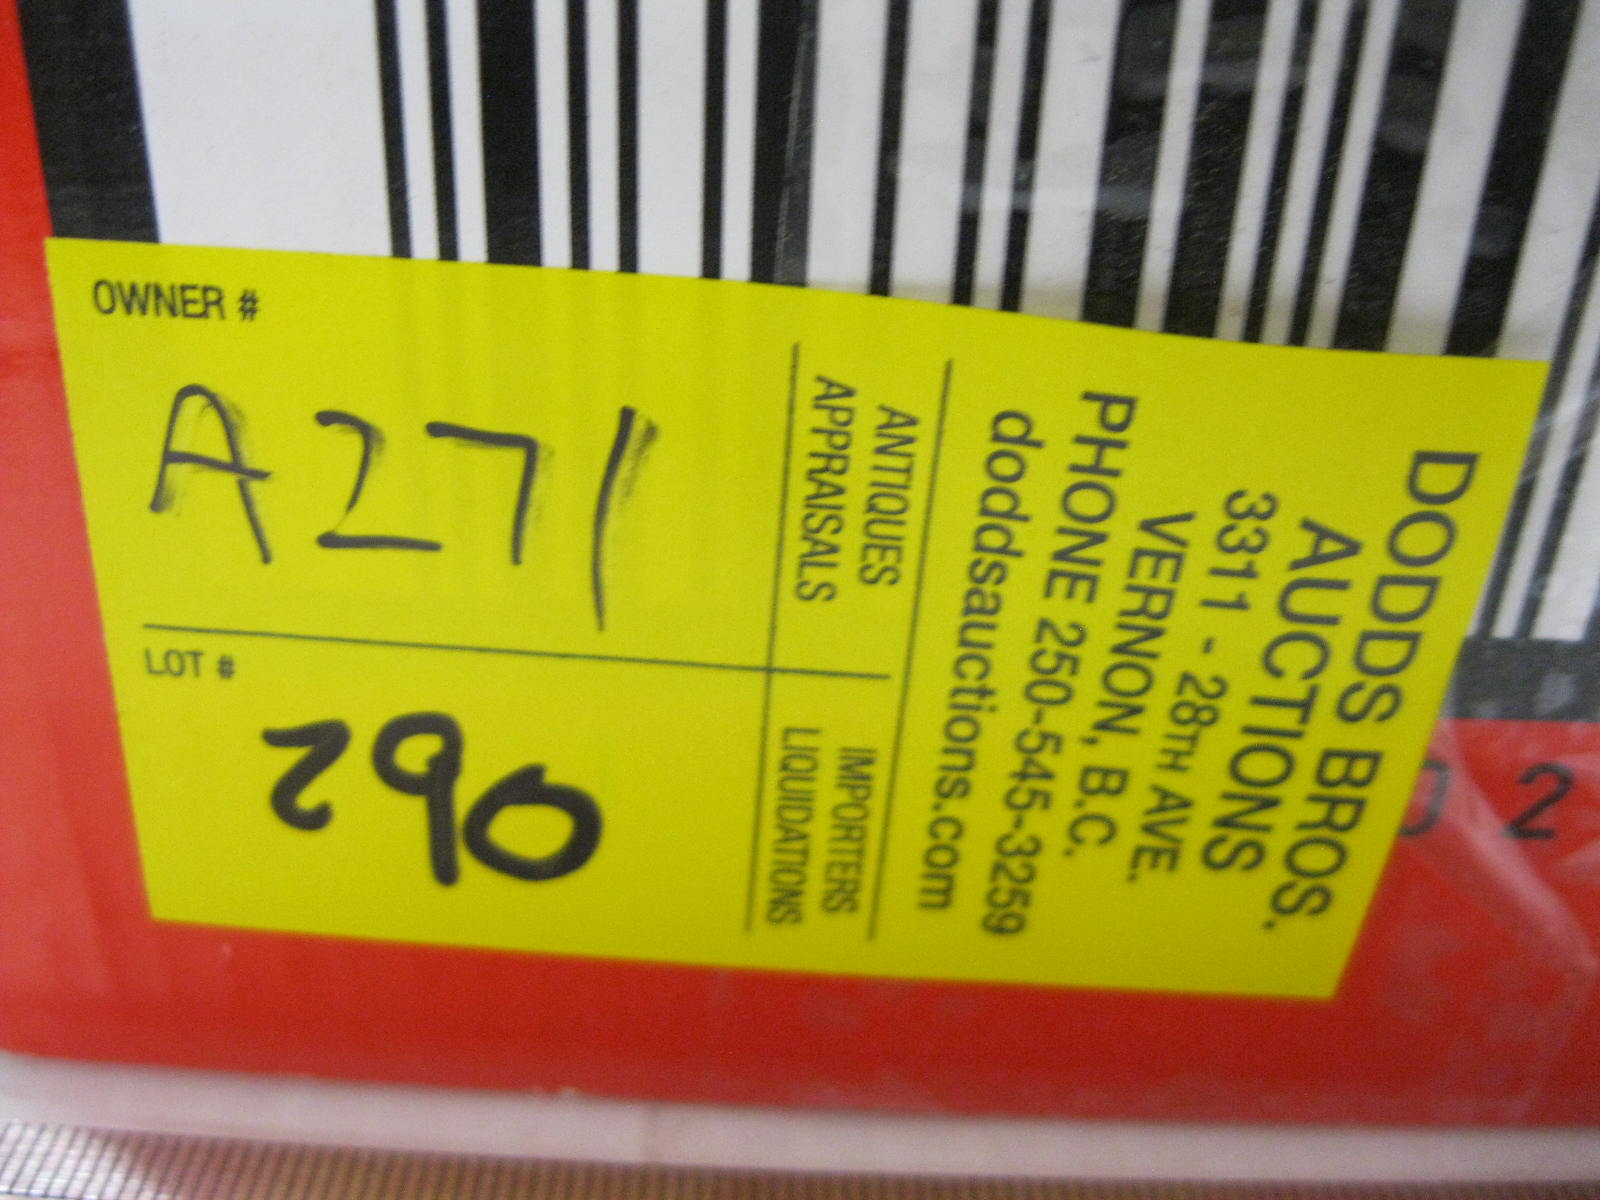 OWNER #
A271
LOT #
290
ANTIQUES
APPRAISALS
IMPORTERS
LIQUIDATIONS
DODDS BROS.
AUCTIONS
3311 - 28TH AVE.
VERNON, B.C.
PHONE 250-545-3259
doddsauctions.com
2